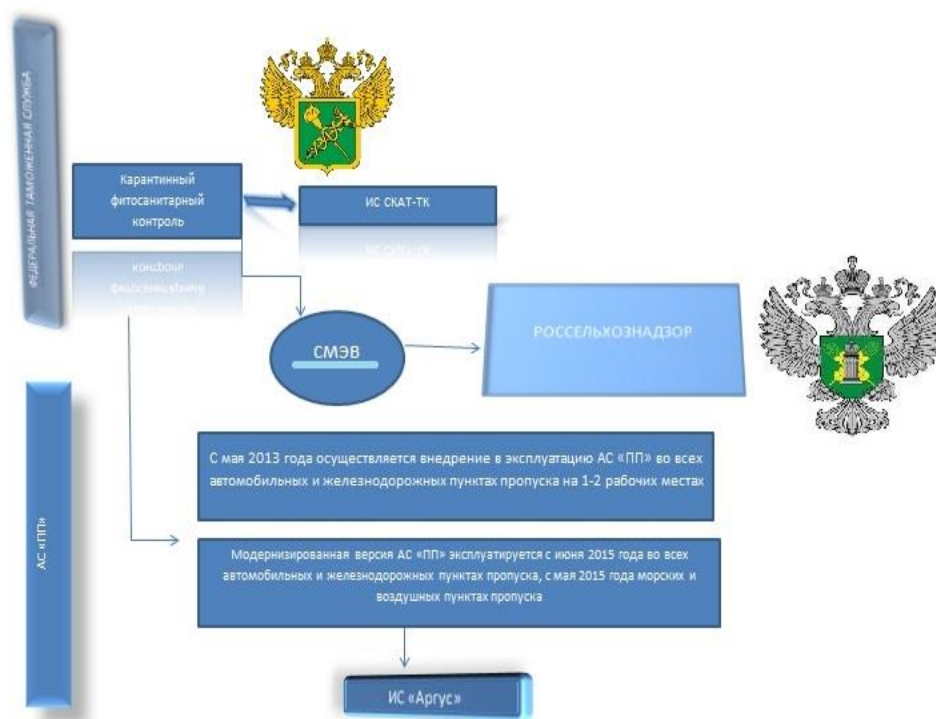 ФЕДЕРАЛЬНАЯ ТАМОЖЕННАЯ СЛУЖБА
Карантинный
фитосанитарный
контроль
ИС СКАТ-ТК
СМЭВ
РОССЕЛЬХОЗНАДЗОР
АС «ПП»
С мая 2013 года осуществляется внедрение в эксплуатацию АС «ПП» во всех
автомобильных и железнодорожных пунктах пропуска на 1-2 рабочих местах
Модернизированная версия АС «ПП» эксплуатируется с июня 2015 года во всех
автомобильных и железнодорожных пунктах пропуска, с мая 2015 года морских и
воздушных пунктах пропуска
ИС «Аргус»